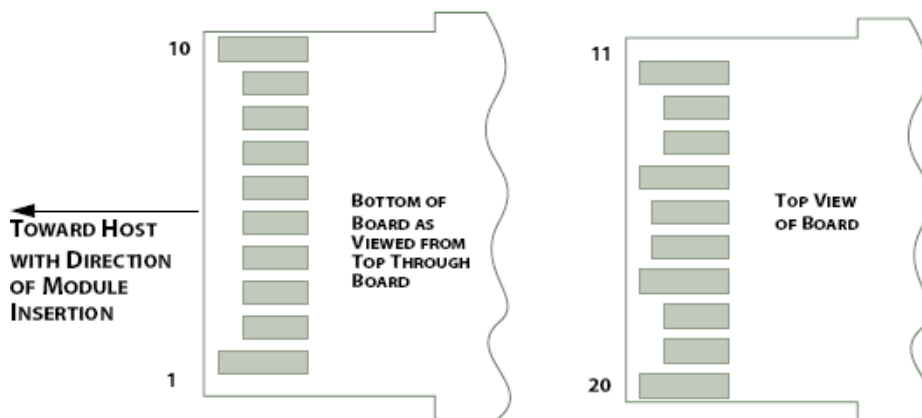 10
1
TOWARD HOST
WITH DIRECTION
OF MODULE
INSERTION
BOTTOM OF
BOARD AS
VIEWED FROM
TOP THROUGH
BOARD
11
20
TOP VIEW
OF BOARD